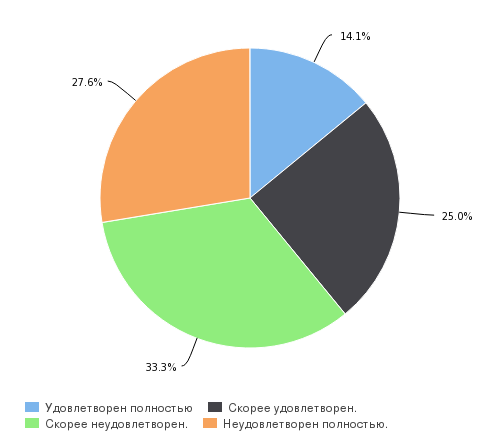 14.1%
27.6%
25.0%
33.3%
Удовлетворен полностью Скорее удовлетворен.
Скорее неудовлетворен. Неудовлетворен полностью.